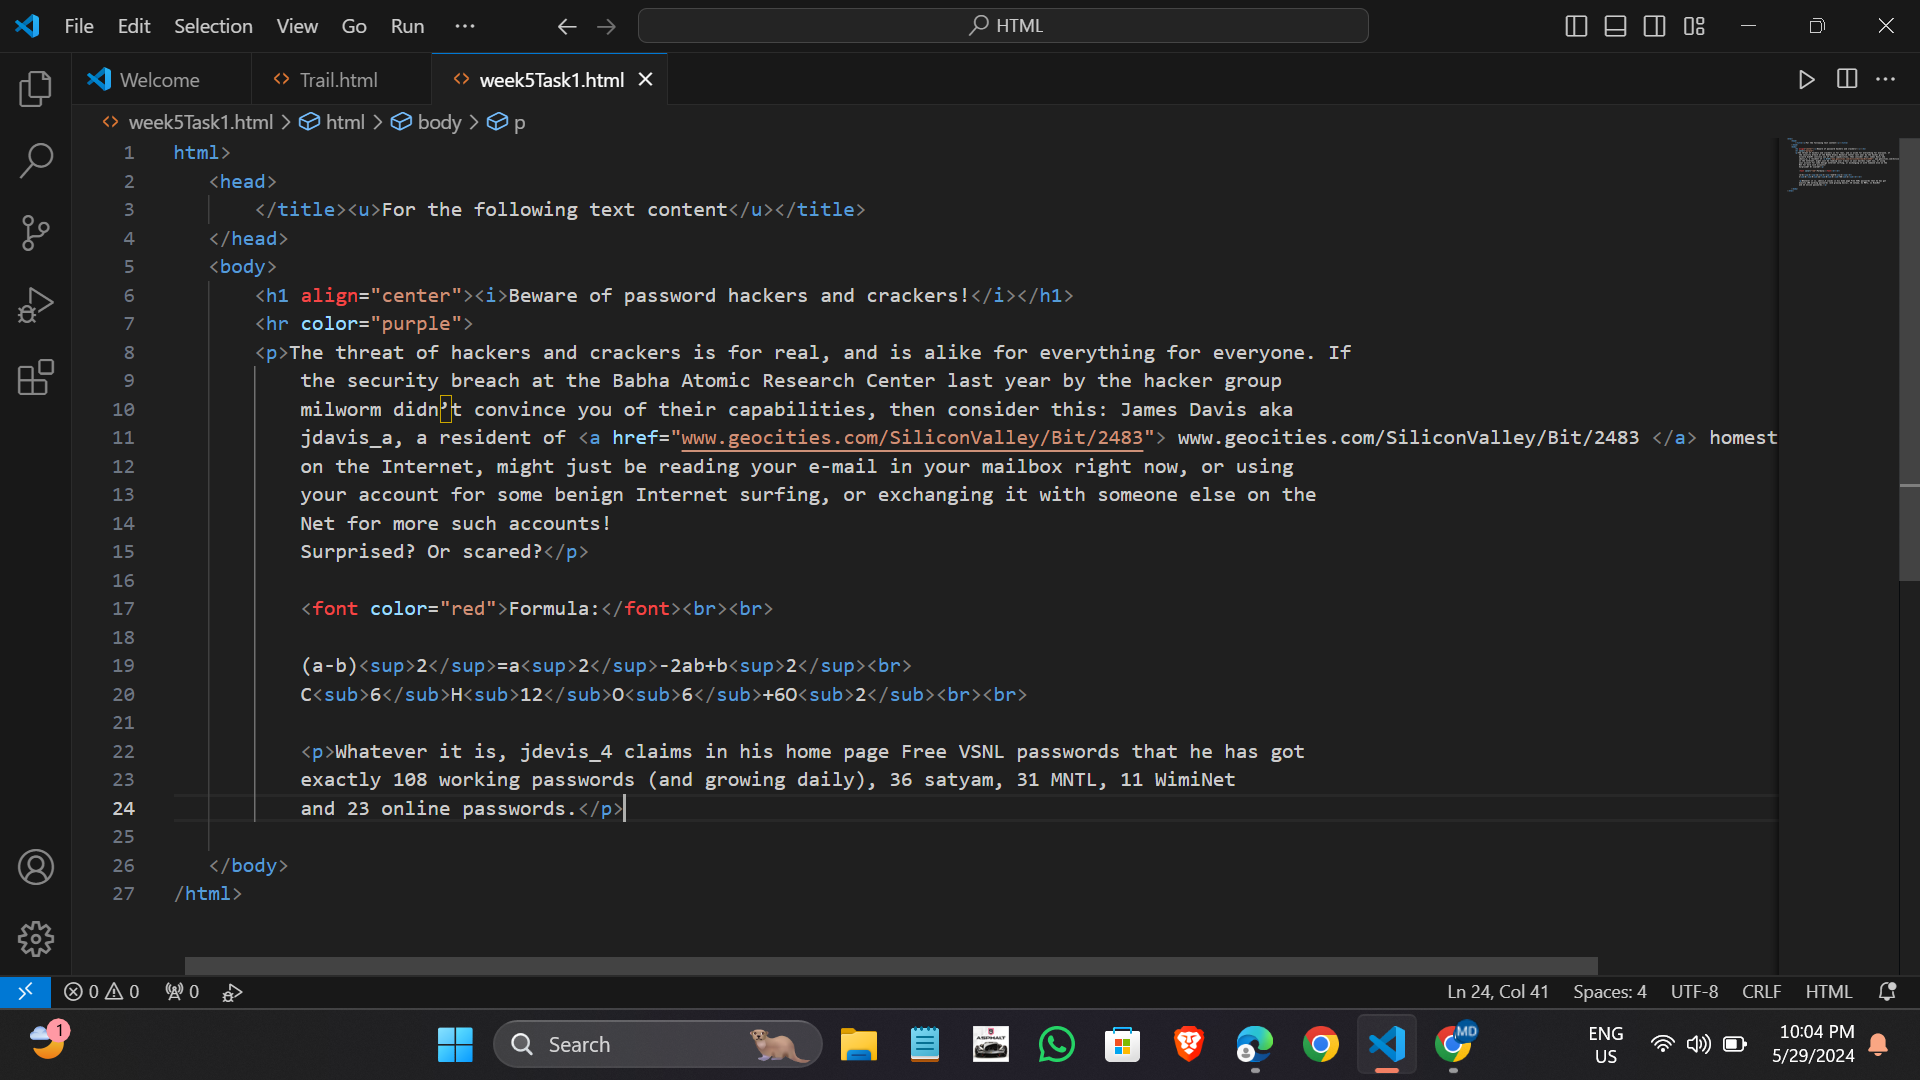 File Edit Selection View Go Run ··· HTML
Welcome Trail.html week5Task1.html
week5Task1.html > html > body > p
1 html>
2 <head>
3 </title><u>For the following text content</u></title>
4 </head>
5 <body>
6 <h1 align="center"><i>Beware of password hackers and crackers!</i></h1>
7 <hr color="purple">
8 <p>The threat of hackers and crackers is for real, and is alike for everything for everyone. If
9 the security breach at the Babha Atomic Research Center last year by the hacker group
10 milworm didn’t convince you of their capabilities, then consider this: James Davis aka
11 jdavis_a, a resident of <a href="www.geocities.com/SiliconValley/Bit/2483"> www.geocities.com/SiliconValley/Bit/2483 </a> homest
12 on the Internet, might just be reading your e-mail in your mailbox right now, or using
13 your account for some benign Internet surfing, or exchanging it with someone else on the
14 Net for more such accounts!
15 Surprised? Or scared?</p>
16
17 <font color="red">Formula:</font><br><br>
18
19 (a-b)<sup>2</sup>=a<sup>2</sup>-2ab+b<sup>2</sup><br>
20 C<sub>6</sub>H<sub>12</sub>O<sub>6</sub>+6O<sub>2</sub><br><br>
21
22 <p>Whatever it is, jdevis_4 claims in his home page Free VSNL passwords that he has got
23 exactly 108 working passwords (and growing daily), 36 satyam, 31 MNTL, 11 WimiNet
24 and 23 online passwords.</p>
25
26 </body>
27 /html>
0 0 0 Ln 24, Col 41 Spaces: 4 UTF-8 CRLF HTML
1 Search ASPHALT MD ENG US 10:04 PM
5/29/2024